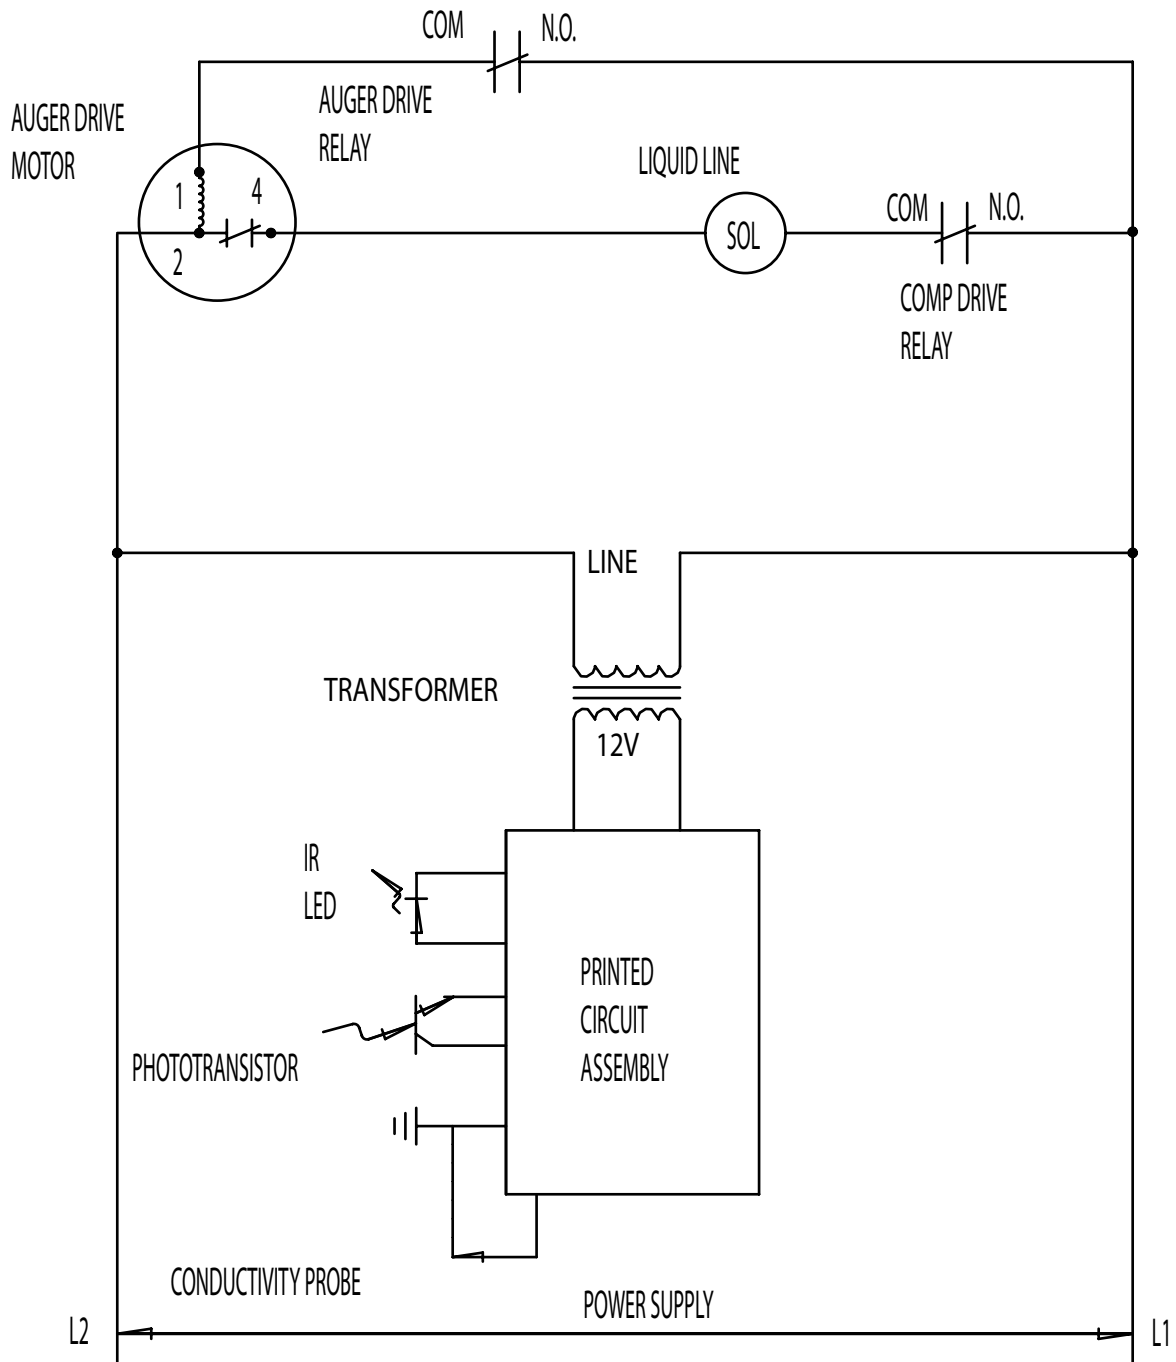 COM
N.O.
AUGER DRIVE
MOTOR
AUGER DRIVE
RELAY
LIQUID LINE
1
4
2
SOL
COM
N.O.
COMP DRIVE
RELAY
LINE
TRANSFORMER
12V
IR
LED
PRINTED
CIRCUIT
ASSEMBLY
PHOTOTRANSISTOR
CONDUCTIVITY PROBE
POWER SUPPLY
L2
L1